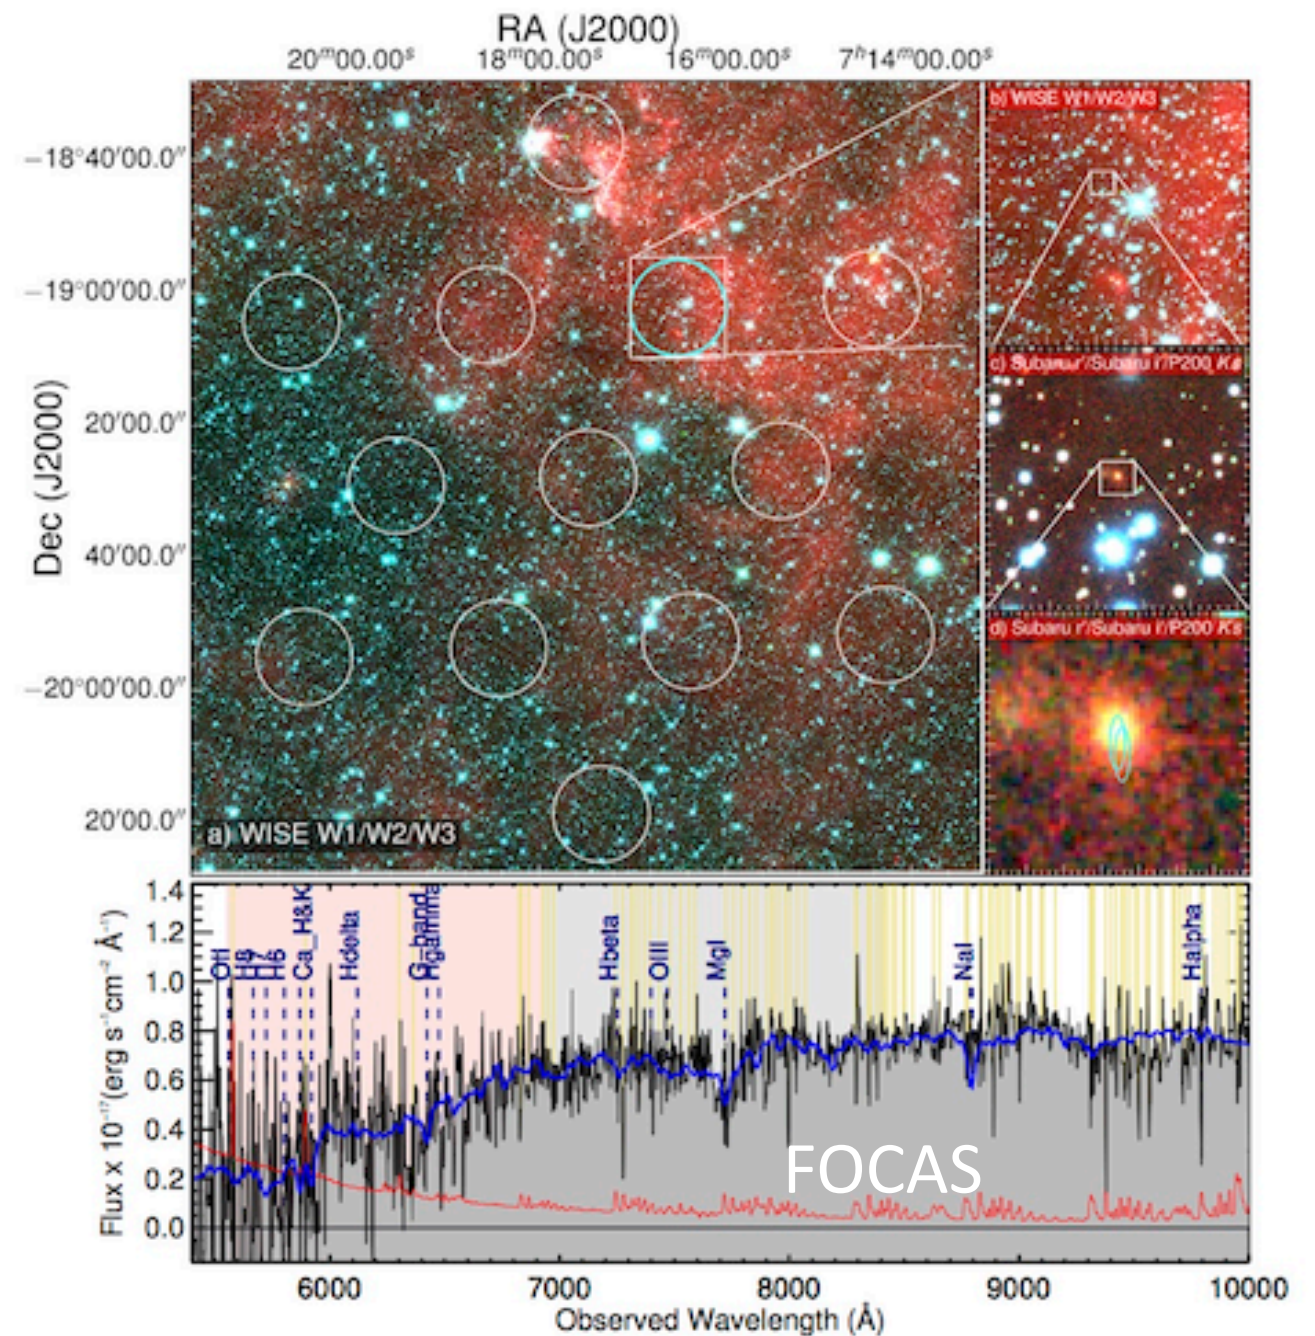 RA (J2000)
20ᵐ00.00ˢ 18ᵐ00.00ˢ 16ᵐ00.00ˢ 7ʰ14ᵐ00.00ˢ
Dec (J2000)
−18°40′00.0″
−19°00′00.0″
20′00.0″
40′00.0″
−20°00′00.0″
20′00.0″
a) WISE W1/W2/W3
b) WISE W1/W2/W3
c) Subaru r′/Subaru i′/P200 Ks
d) Subaru r′/Subaru i′/P200 Ks
Flux x 10⁻¹⁷(erg s⁻¹cm⁻² Å⁻¹)
1.4
1.2
1.0
0.8
0.6
0.4
0.2
0.0
OII H8 H7 H6 Ca_H&K Hdelta G_band Hgamma Hbeta OIII MgI NaI Halpha
FOCAS
6000 7000 8000 9000 10000
Observed Wavelength (Å)